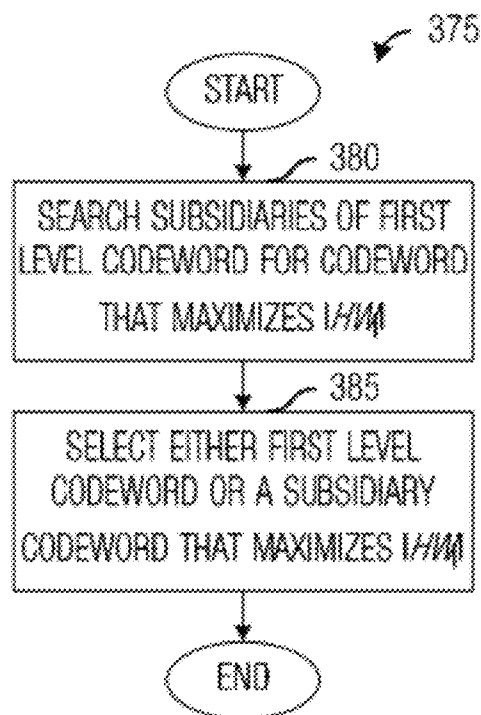 375
START
380
SEARCH SUBSIDIARIES OF FIRST
LEVEL CODEWORD FOR CODEWORD
THAT MAXIMIZES
385
SELECT EITHER FIRST LEVEL
CODEWORD OR A SUBSIDIARY
CODEWORD THAT MAXIMIZES
END